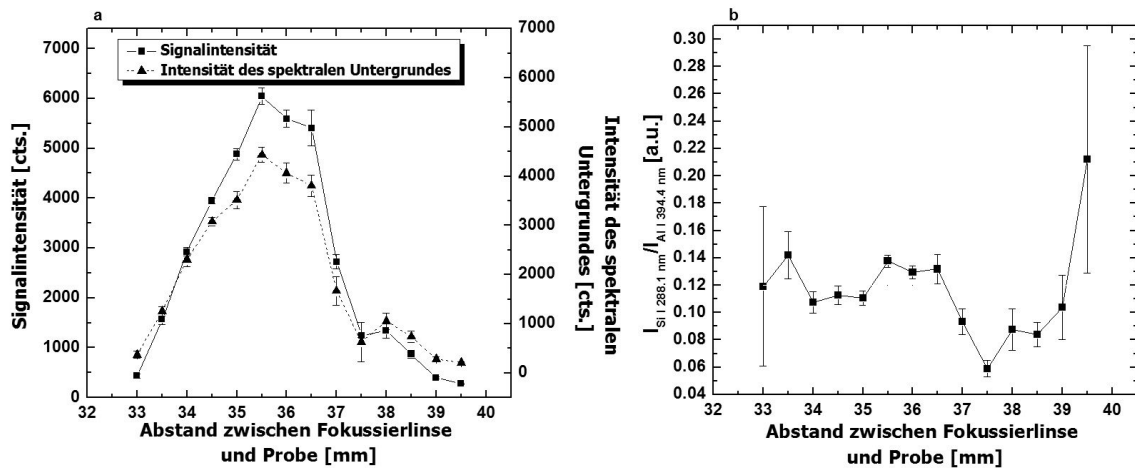 a
7000
6000
5000
4000
3000
2000
1000
0
Signalintensität [cts.]
Signalintensität
Intensität des spektralen Untergrundes
7000
6000
5000
4000
3000
2000
1000
0
Intensität des spektralen
Untergrundes [cts.]
32 33 34 35 36 37 38 39 40
Abstand zwischen Fokussierlinse
und Probe [mm]
b
0.30
0.28
0.26
0.24
0.22
0.20
0.18
0.16
0.14
0.12
0.10
0.08
0.06
0.04
I Si I 288.1 nm/I Al I 394.4 nm [a.u.]
32 33 34 35 36 37 38 39 40
Abstand zwischen Fokussierlinse
und Probe [mm]